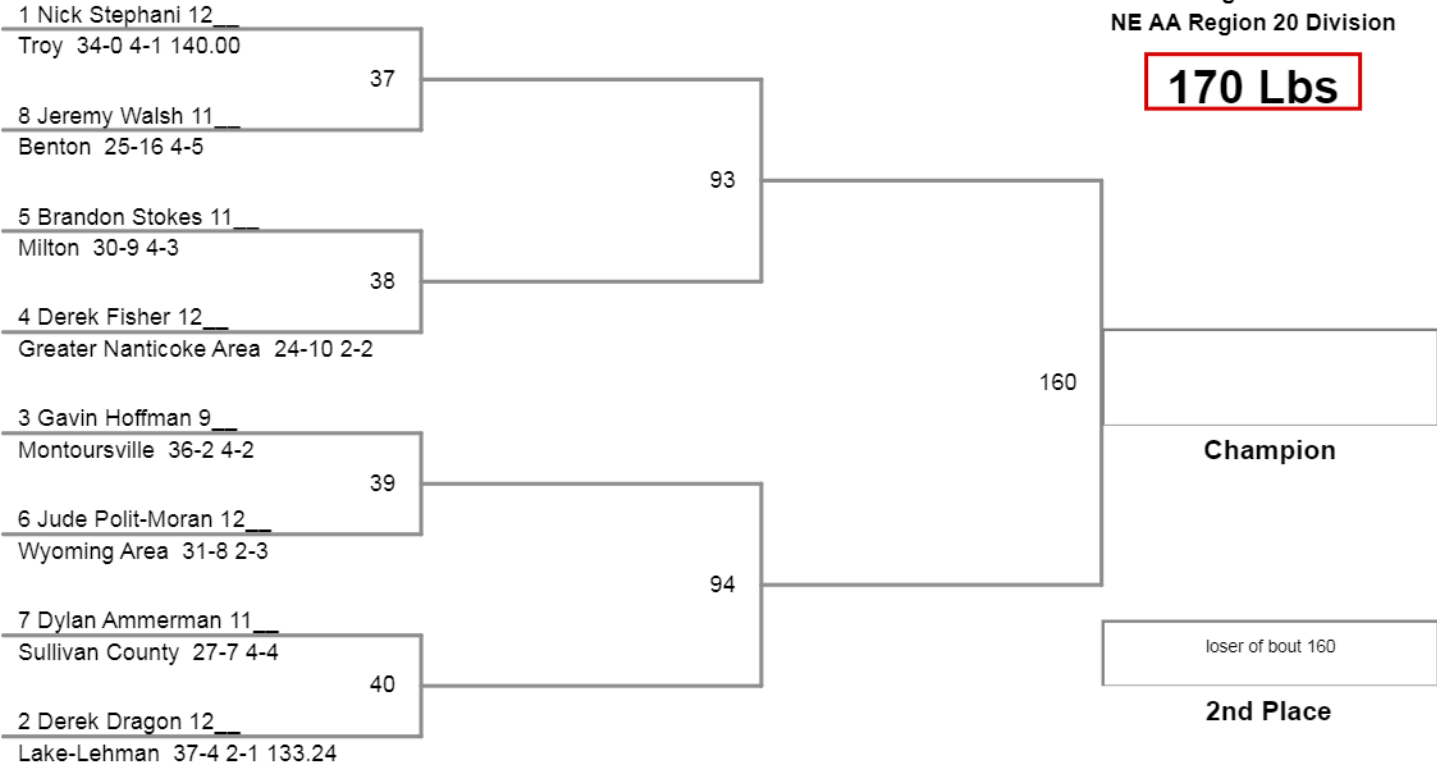 1 Nick Stephani 12__
Troy 34-0 4-1 140.00
37
8 Jeremy Walsh 11__
Benton 25-16 4-5
93
5 Brandon Stokes 11__
Milton 30-9 4-3
38
4 Derek Fisher 12__
Greater Nanticoke Area 24-10 2-2
160
3 Gavin Hoffman 9__
Montoursville 36-2 4-2
39
6 Jude Polit-Moran 12__
Wyoming Area 31-8 2-3
94
7 Dylan Ammerman 11__
Sullivan County 27-7 4-4
40
2 Derek Dragon 12__
Lake-Lehman 37-4 2-1 133.24
NE AA Region 20 Division
170 Lbs
Champion
loser of bout 160
2nd Place